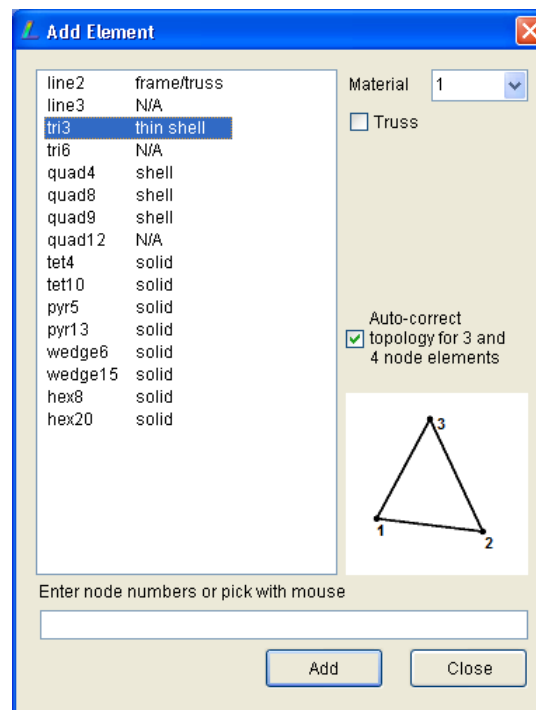 Add Element
line2 frame/truss
line3 N/A
tri3 thin shell
tri6 N/A
quad4 shell
quad8 shell
quad9 shell
quad12 N/A
tet4 solid
tet10 solid
pyr5 solid
pyr13 solid
wedge6 solid
wedge15 solid
hex8 solid
hex20 solid
Material 1
Truss
Auto-correct
topology for 3 and
4 node elements
3
1
2
Enter node numbers or pick with mouse
Add Close